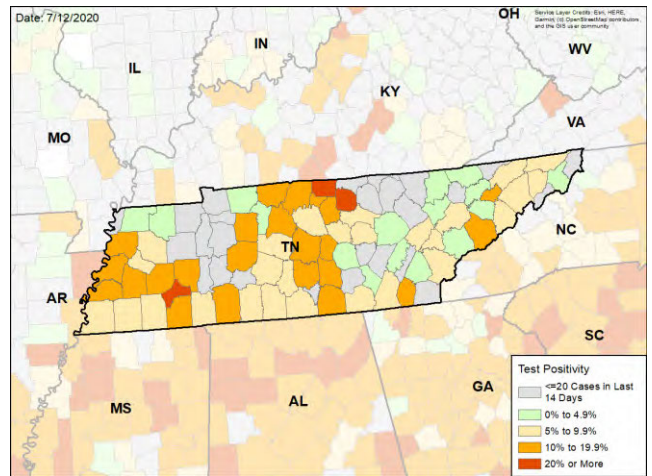 Date: 7/12/2020
Service Layer Credits: Esri, HERE,
Garmin, (c) OpenStreetMap contributors,
and the GIS user community
OH
IN
WV
IL
KY
MO
VA
TN
NC
AR
SC
MS
AL
GA
Test Positivity
<=20 Cases in Last
14 Days
0% to 4.9%
5% to 9.9%
10% to 19.9%
20% or More